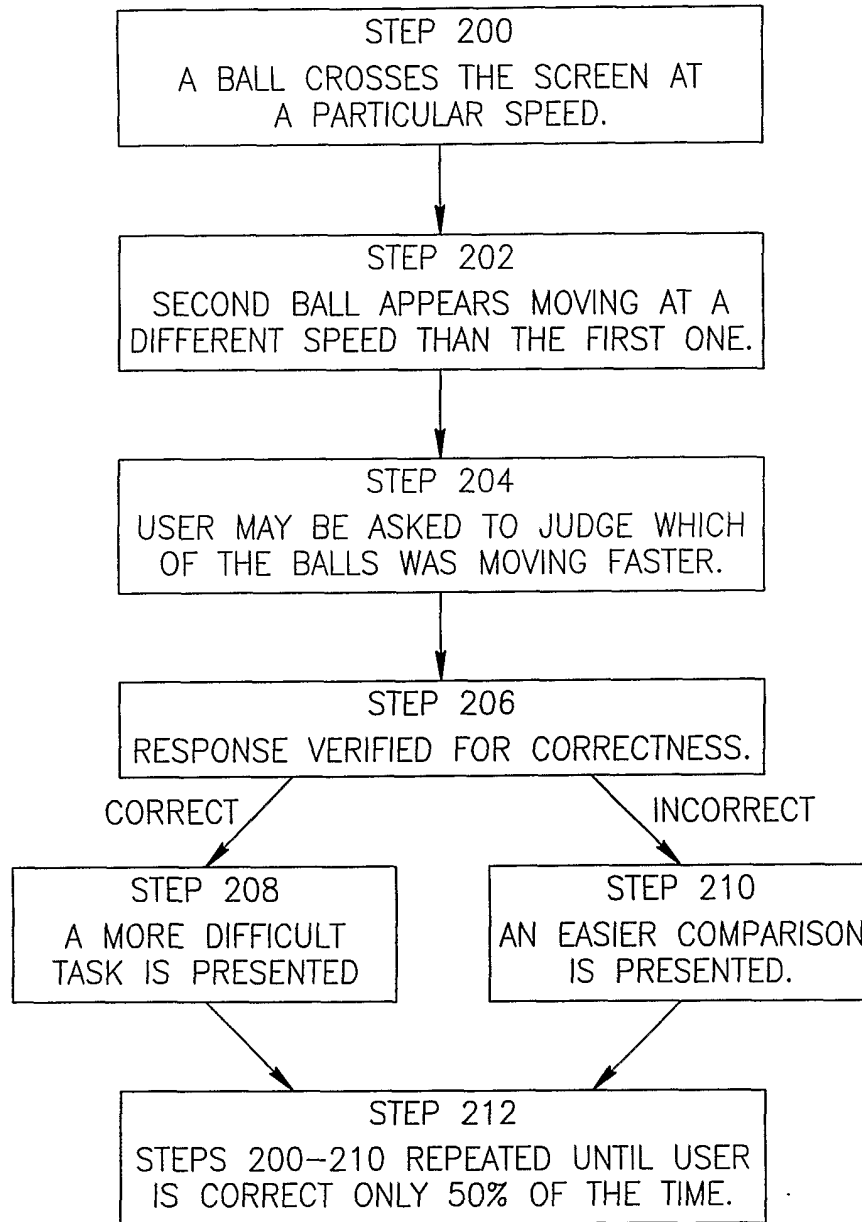 STEP 200
A BALL CROSSES THE SCREEN AT
A PARTICULAR SPEED.
STEP 202
SECOND BALL APPEARS MOVING AT A
DIFFERENT SPEED THAN THE FIRST ONE.
STEP 204
USER MAY BE ASKED TO JUDGE WHICH
OF THE BALLS WAS MOVING FASTER.
STEP 206
RESPONSE VERIFIED FOR CORRECTNESS.
CORRECT
INCORRECT
STEP 208
A MORE DIFFICULT
TASK IS PRESENTED
STEP 210
AN EASIER COMPARISON
IS PRESENTED.
STEP 212
STEPS 200–210 REPEATED UNTIL USER
IS CORRECT ONLY 50% OF THE TIME.